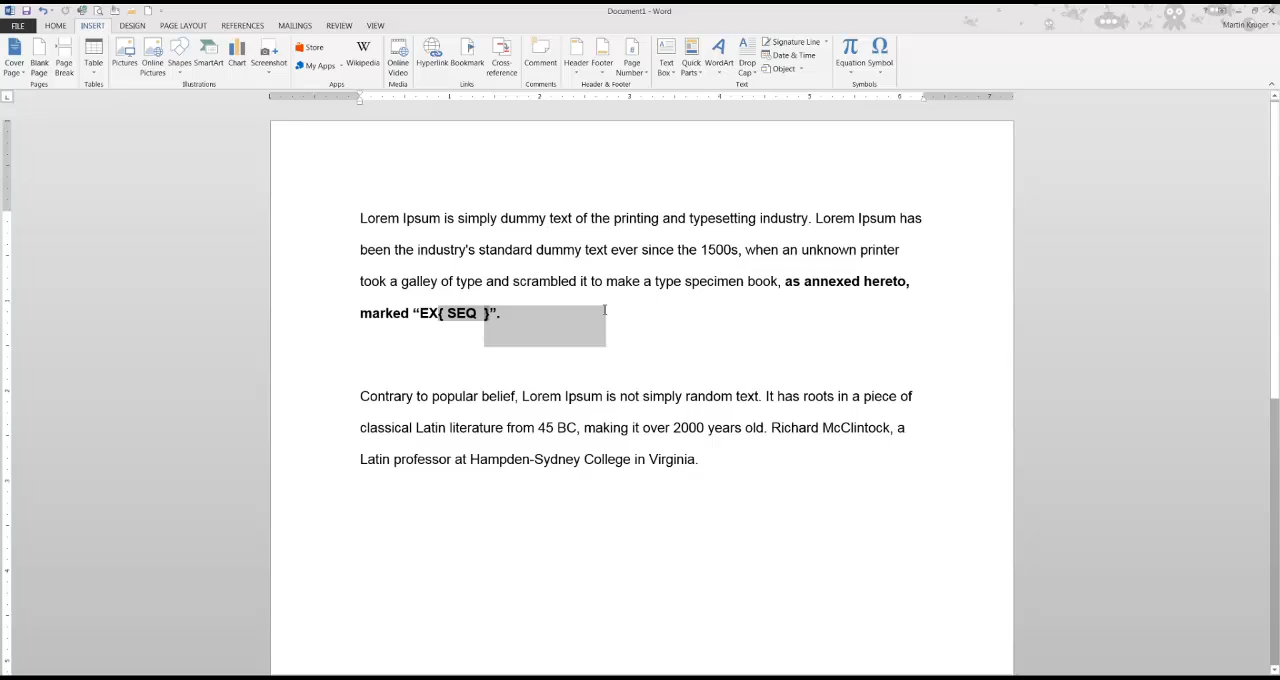 Document1 - Word
FILE HOME INSERT DESIGN PAGE LAYOUT REFERENCES MAILINGS REVIEW VIEW
Martin Kruger
Cover Page
Blank Page
Page Break
Pages
Table
Tables
Pictures
Online Pictures
Shapes
SmartArt
Chart
Screenshot
Illustrations
Store
My Apps
Wikipedia
Apps
Online Video
Media
Hyperlink
Bookmark
Cross-reference
Links
Comment
Comments
Header
Footer
Page Number
Header & Footer
Text Box
Quick Parts
WordArt
Drop Cap
Signature Line
Date & Time
Object
Text
Equation
Symbol
Symbols
1 2 3 4 5 6 7
Lorem Ipsum is simply dummy text of the printing and typesetting industry. Lorem Ipsum has
been the industry's standard dummy text ever since the 1500s, when an unknown printer
took a galley of type and scrambled it to make a type specimen book, as annexed hereto,
marked “EX{ SEQ  }”.
Contrary to popular belief, Lorem Ipsum is not simply random text. It has roots in a piece of
classical Latin literature from 45 BC, making it over 2000 years old. Richard McClintock, a
Latin professor at Hampden-Sydney College in Virginia.